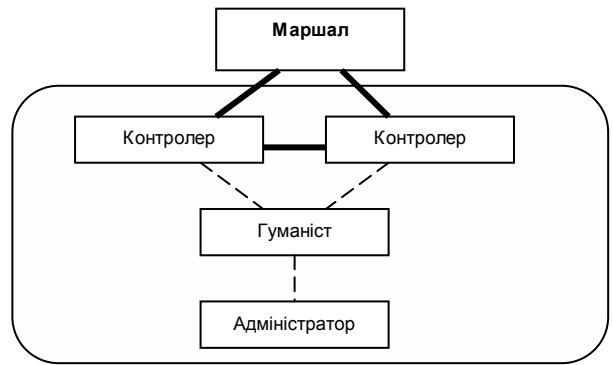 Маршал
Контролер
Контролер
Гуманіст
Адміністратор